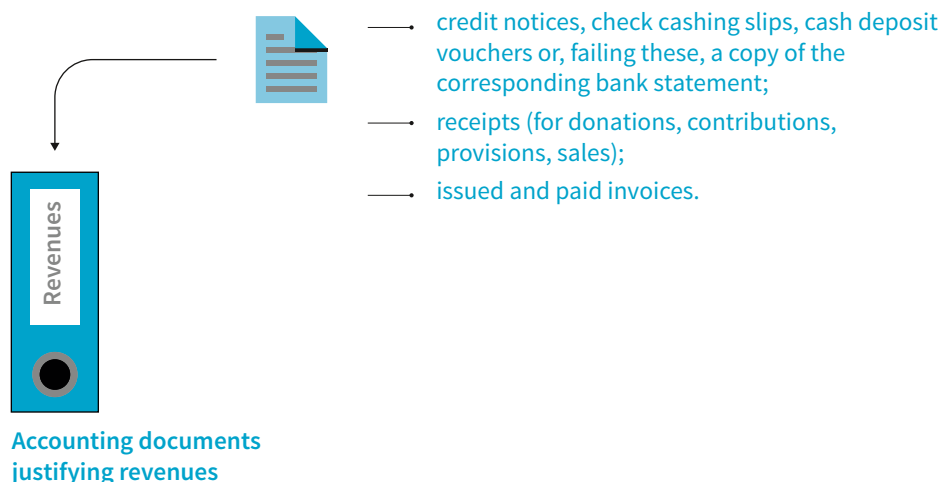 credit notices, check cashing slips, cash deposit
vouchers or, failing these, a copy of the
corresponding bank statement;
receipts (for donations, contributions,
provisions, sales);
issued and paid invoices.
Revenues
Accounting documents
justifying revenues